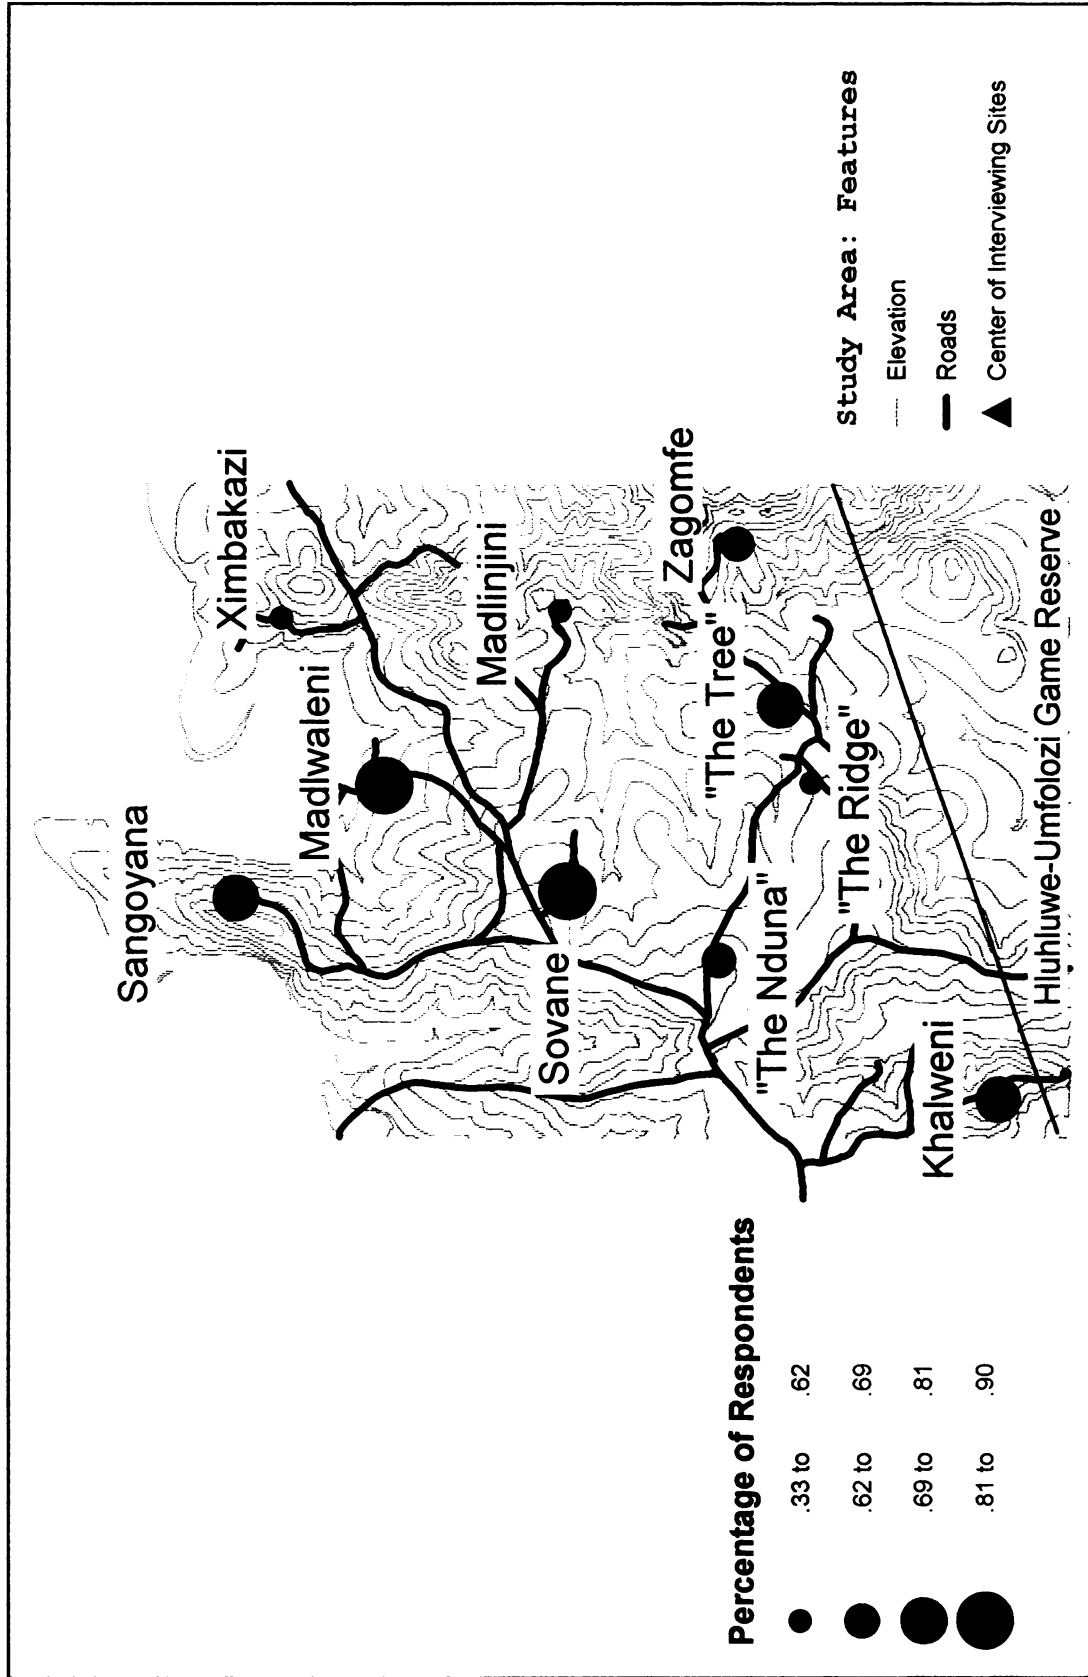 Sangoyana
Ximbakazi
Madlwaleni
Madlinjini
Sovane
Zagomfe
"The Tree"
"The Nduna"
"The Ridge"
Khalweni
Hluhluwe-Umfolozi Game Reserve
Percentage of Respondents
.33 to .62
.62 to .69
.69 to .81
.81 to .90
Study Area: Features
Elevation
Roads
Center of Interviewing Sites